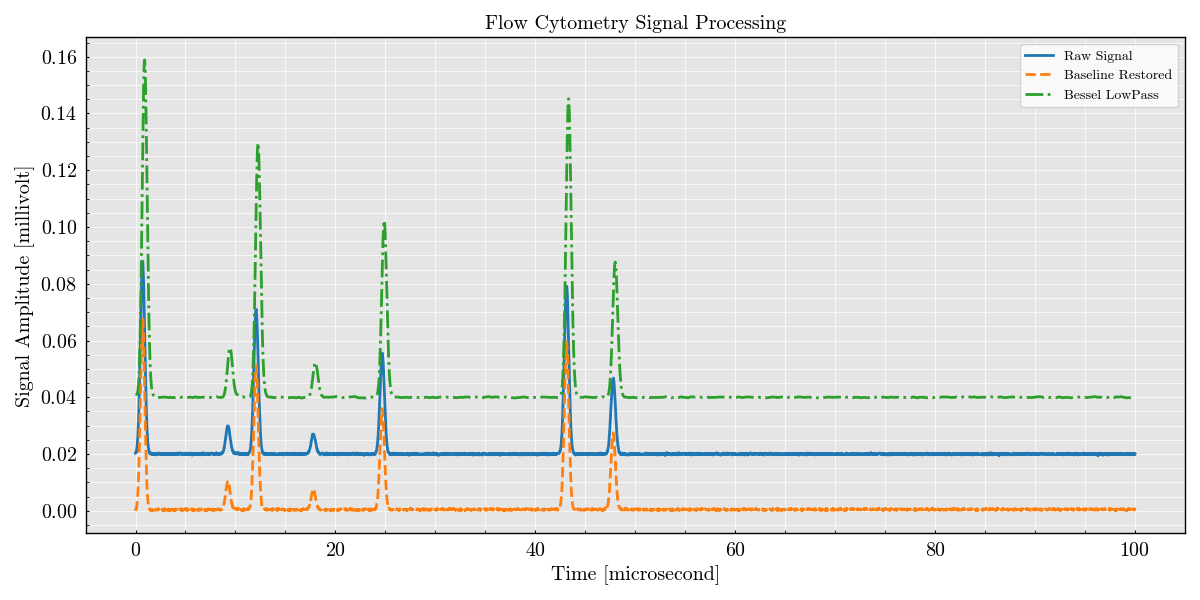 Flow Cytometry Signal Processing
Raw Signal
Baseline Restored
Bessel LowPass
Signal Amplitude [millivolt]
0.16
0.14
0.12
0.10
0.08
0.06
0.04
0.02
0.00
0 20 40 60 80 100
Time [microsecond]